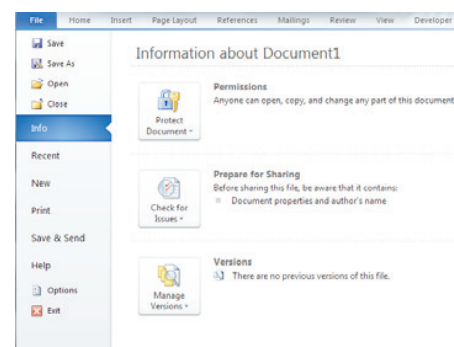 File Home Insert Page Layout References Mailings Review View Developer
Save
Save As
Open
Close
Info
Recent
New
Print
Save & Send
Help
Options
Exit
Information about Document1
Protect
Document
Permissions
Anyone can open, copy, and change any part of this document
Check for
Issues
Prepare for Sharing
Before sharing this file, be aware that it contains:
Document properties and author's name
Manage
Versions
Versions
There are no previous versions of this file.